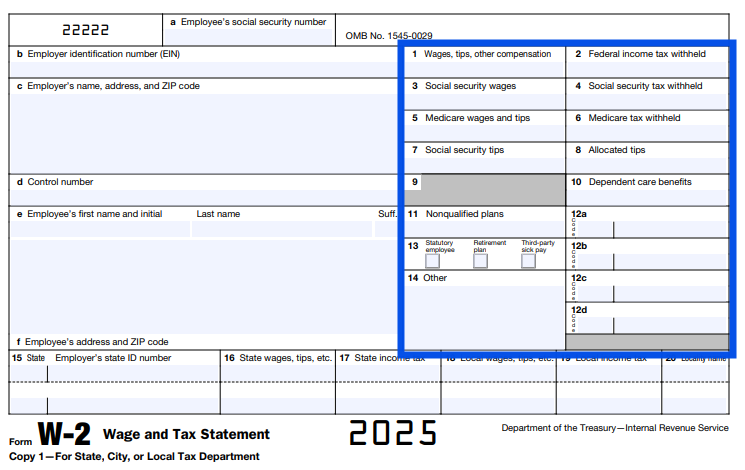 22222
a Employee's social security number
OMB No. 1545-0029
b Employer identification number (EIN)
1 Wages, tips, other compensation
2 Federal income tax withheld
c Employer's name, address, and ZIP code
3 Social security wages
4 Social security tax withheld
5 Medicare wages and tips
6 Medicare tax withheld
7 Social security tips
8 Allocated tips
d Control number
9
10 Dependent care benefits
e Employee's first name and initial
Last name
Suff.
11 Nonqualified plans
12a
Code
13 Statutory employee
Retirement plan
Third-party sick pay
12b
Code
14 Other
12c
Code
12d
Code
f Employee's address and ZIP code
15 State
Employer's state ID number
16 State wages, tips, etc.
17 State income tax
18 Local wages, tips, etc.
19 Local income tax
20 Locality name
Form W-2 Wage and Tax Statement
2025
Department of the Treasury—Internal Revenue Service
Copy 1—For State, City, or Local Tax Department